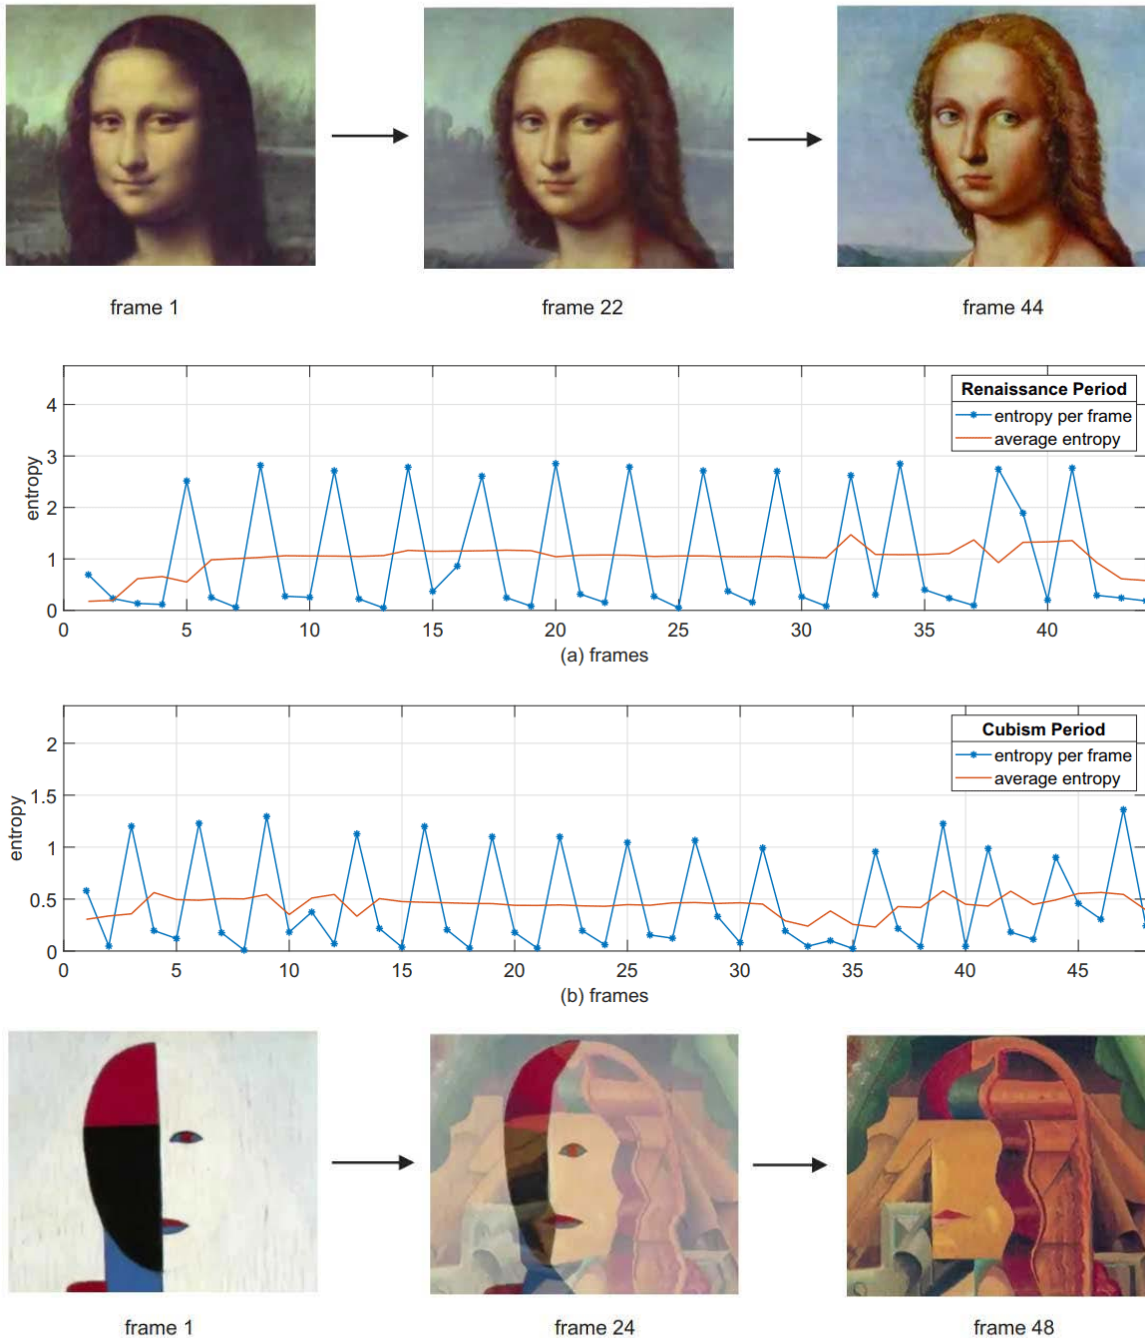 frame 1
frame 22
frame 44
Renaissance Period
entropy per frame
average entropy
4
3
2
1
0
entropy
0 5 10 15 20 25 30 35 40
(a) frames
Cubism Period
entropy per frame
average entropy
2
1.5
1
0.5
0
entropy
0 5 10 15 20 25 30 35 40 45
(b) frames
frame 1
frame 24
frame 48